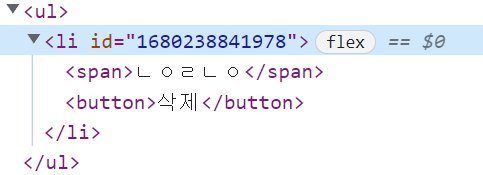 ▼<ul>
▼<li id="1680238841978"> flex == $0
<span>ㄴㅇㄹㄴㅇ</span>
<button>삭제</button>
</li>
</ul>